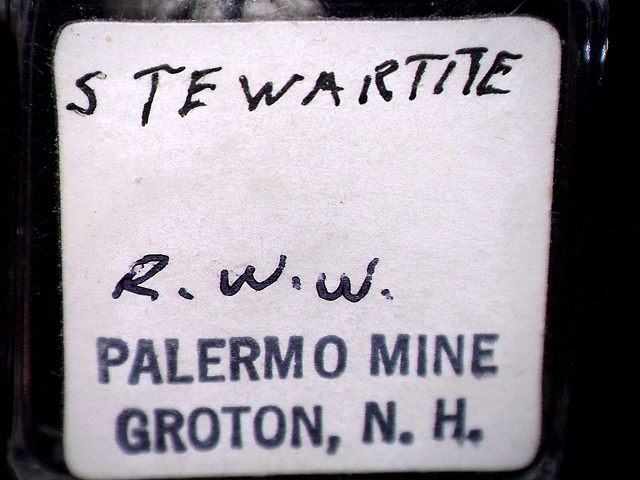 STEWARTITE
R.W.W.
PALERMO MINE
GROTON, N. H.